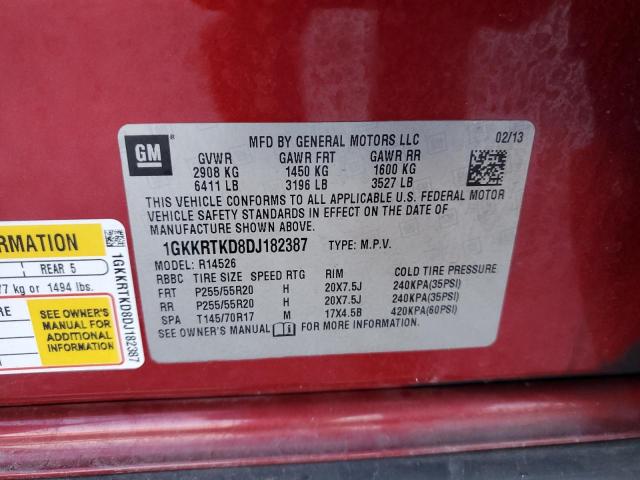 GM
MFD BY GENERAL MOTORS LLC 02/13
GVWR GAWR FRT GAWR RR
2908 KG 1450 KG 1600 KG
6411 LB 3196 LB 3527 LB
THIS VEHICLE CONFORMS TO ALL APPLICABLE U.S. FEDERAL MOTOR
VEHICLE SAFETY STANDARDS IN EFFECT ON THE DATE OF
MANUFACTURE SHOWN ABOVE.
1GKKRTKD8DJ182387 TYPE: M.P.V.
MODEL: R14526
RBBC TIRE SIZE SPEED RTG RIM COLD TIRE PRESSURE
FRT P255/55R20 H 20X7.5J 240KPA(35PSI)
RR P255/55R20 H 20X7.5J 240KPA(35PSI)
SPA T145/70R17 M 17X4.5B 420KPA(60PSI)
SEE OWNER'S MANUAL FOR MORE INFORMATION
REAR 5
77 kg or 1494 lbs.
SEE OWNER'S
MANUAL FOR
ADDITIONAL
INFORMATION
1GKKRTKD8DJ182387